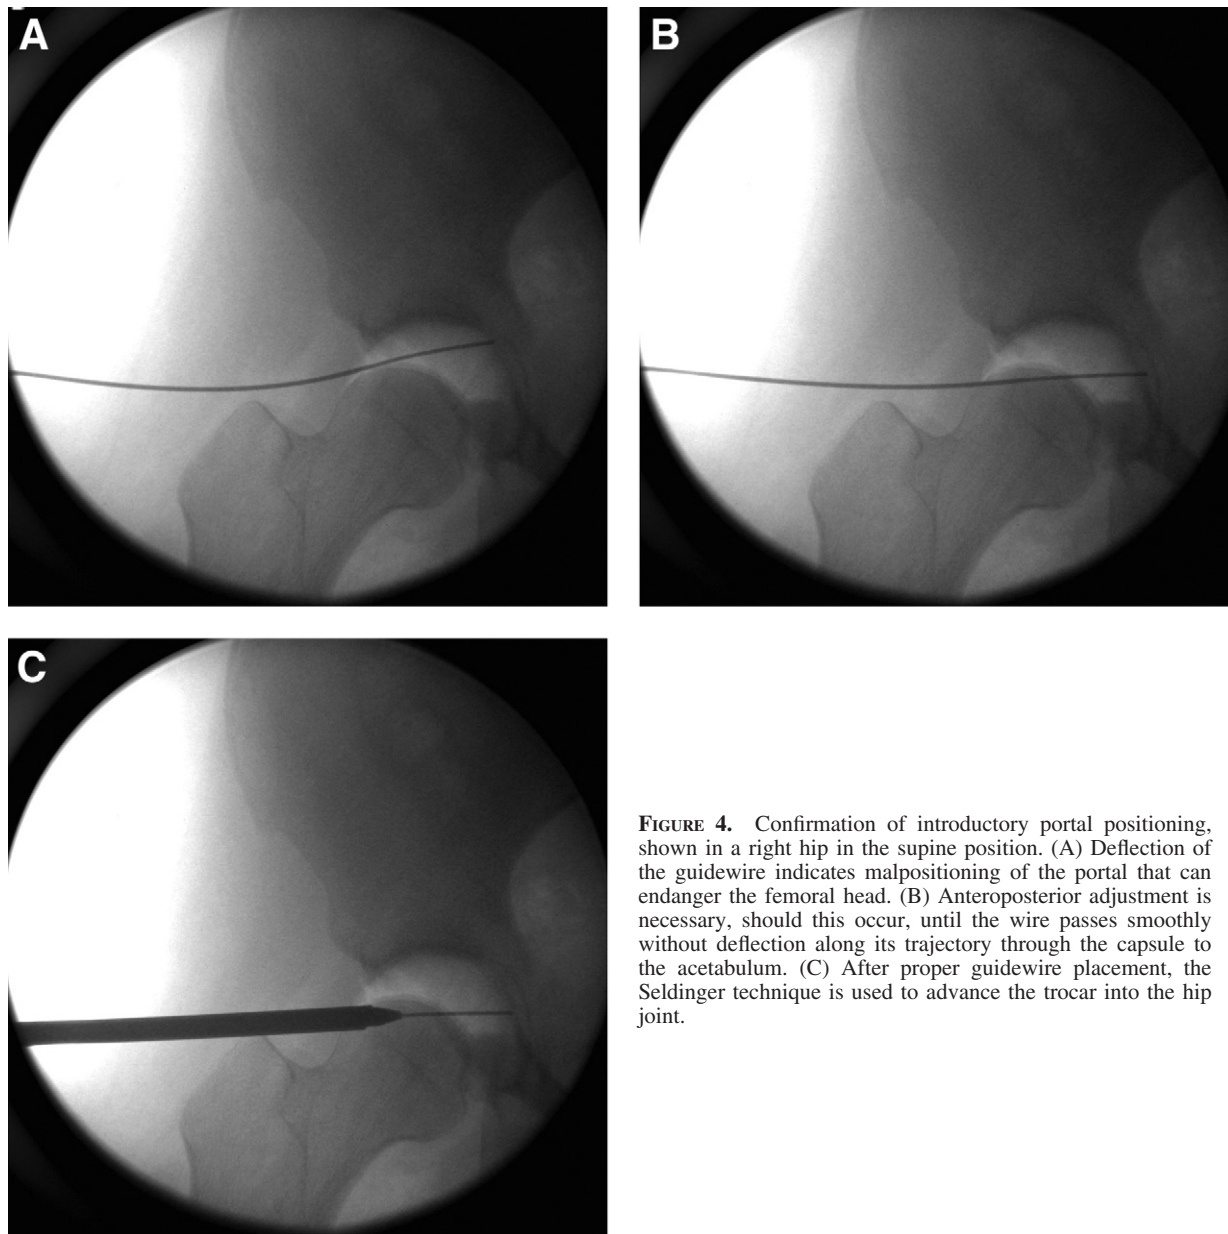 A
B
C
FIGURE 4. Confirmation of introductory portal positioning,
shown in a right hip in the supine position. (A) Deflection of
the guidewire indicates malpositioning of the portal that can
endanger the femoral head. (B) Anteroposterior adjustment is
necessary, should this occur, until the wire passes smoothly
without deflection along its trajectory through the capsule to
the acetabulum. (C) After proper guidewire placement, the
Seldinger technique is used to advance the trocar into the hip
joint.